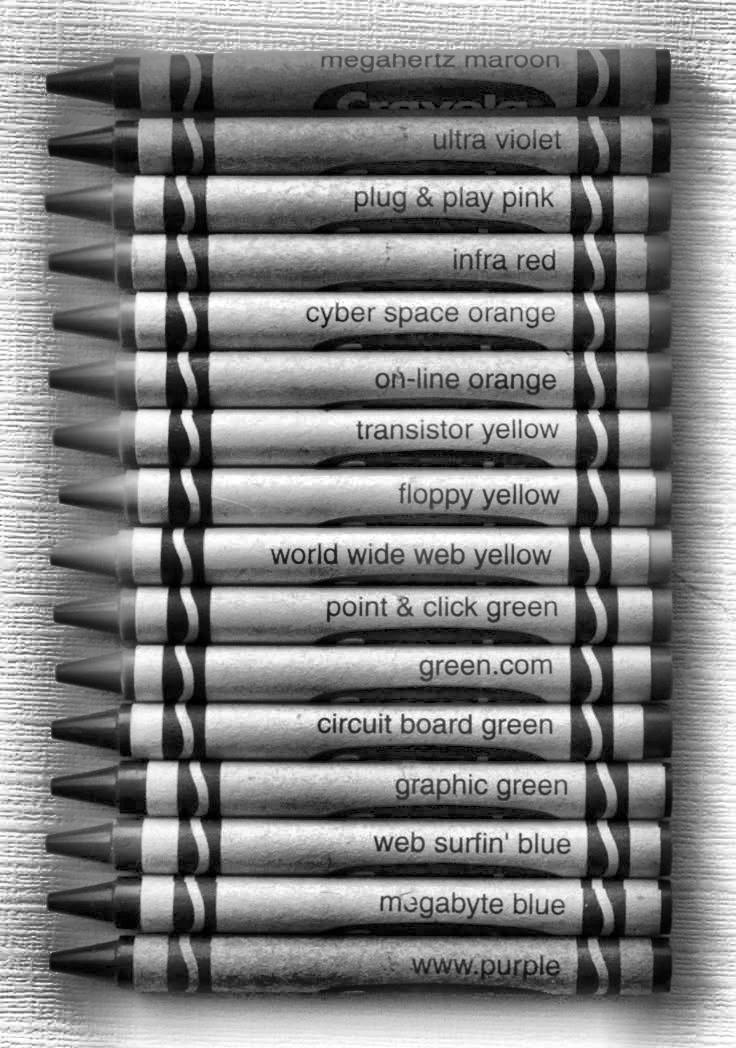 megahertz maroon
Crayola
ultra violet
plug & play pink
infra red
cyber space orange
on-line orange
transistor yellow
floppy yellow
world wide web yellow
point & click green
green.com
circuit board green
graphic green
web surfin' blue
megabyte blue
www.purple